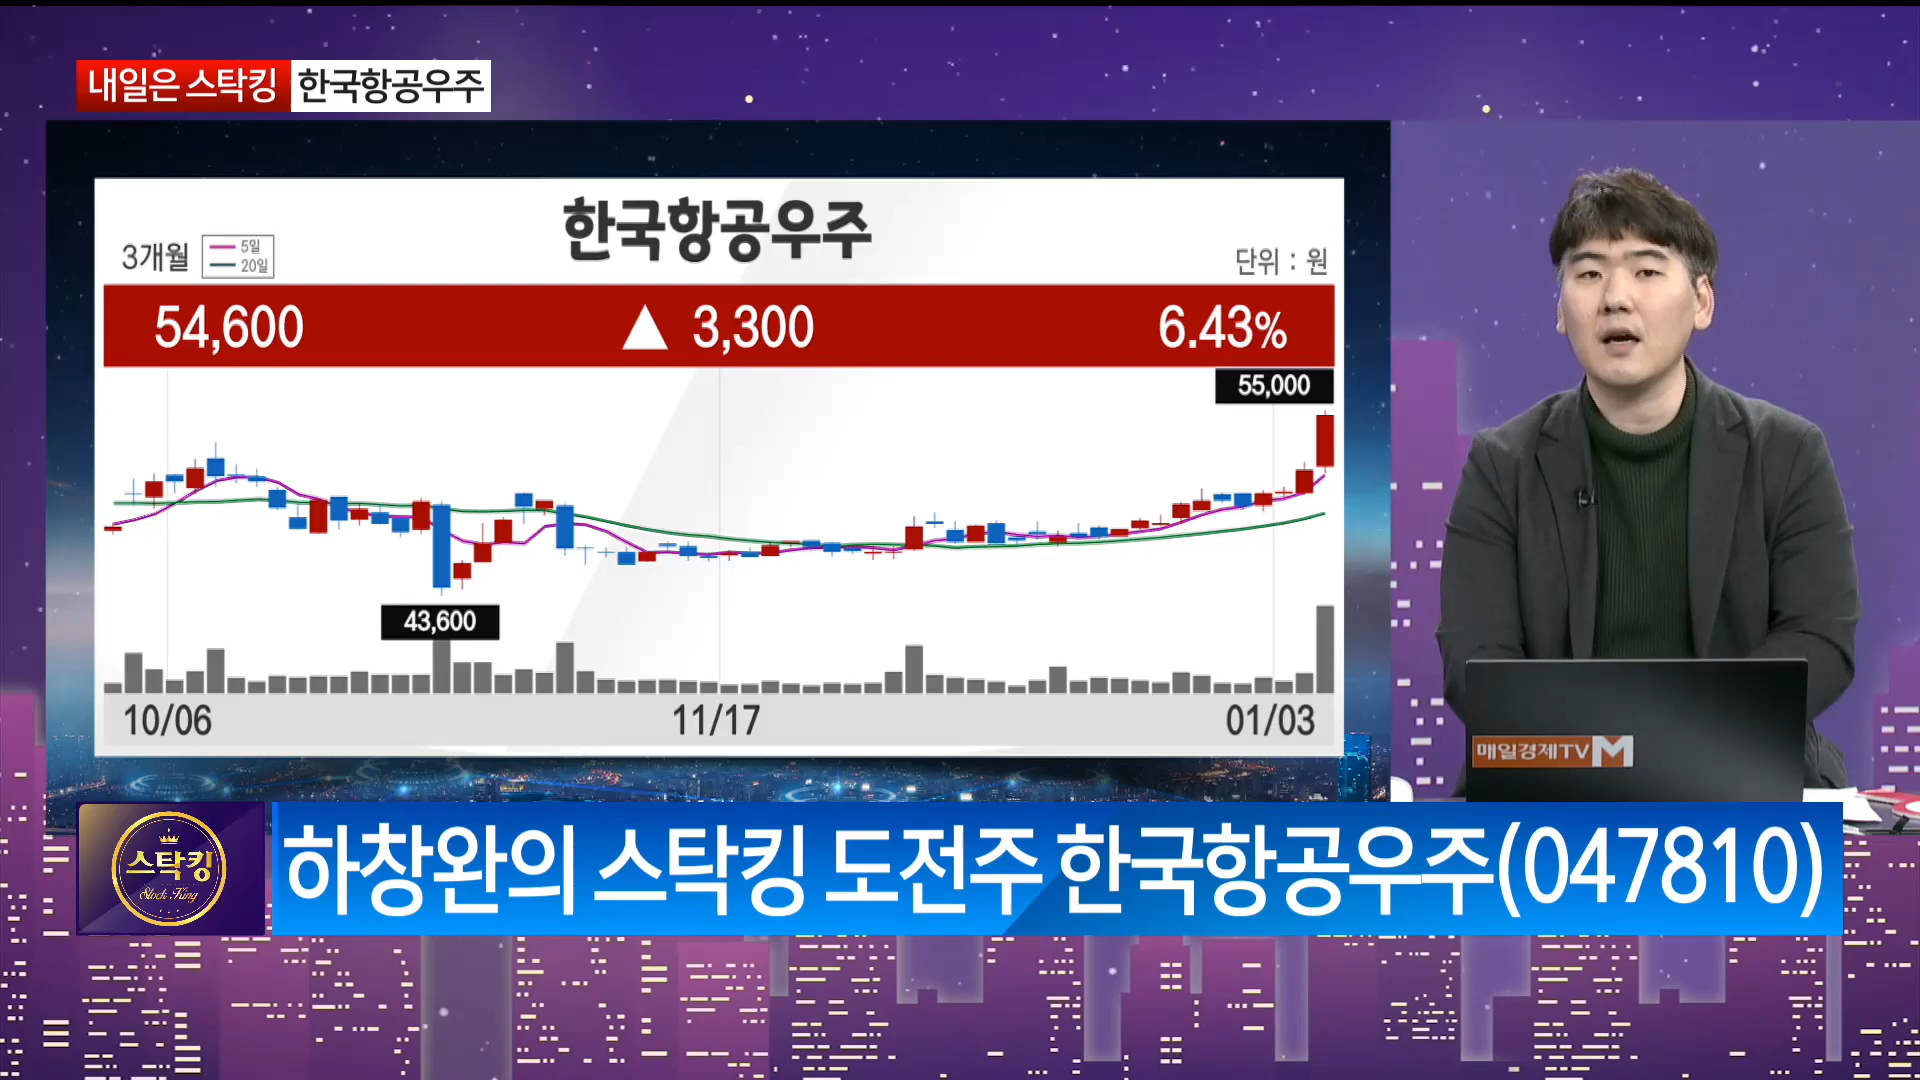 내일은 스탁킹 한국항공우주
한국항공우주
3개월
5일
20일
단위 : 원
54,600 ▲ 3,300 6.43%
55,000
43,600
10/06 11/17 01/03
매일경제TV M
스탁킹
Stock King
하창완의 스탁킹 도전주 한국항공우주(047810)